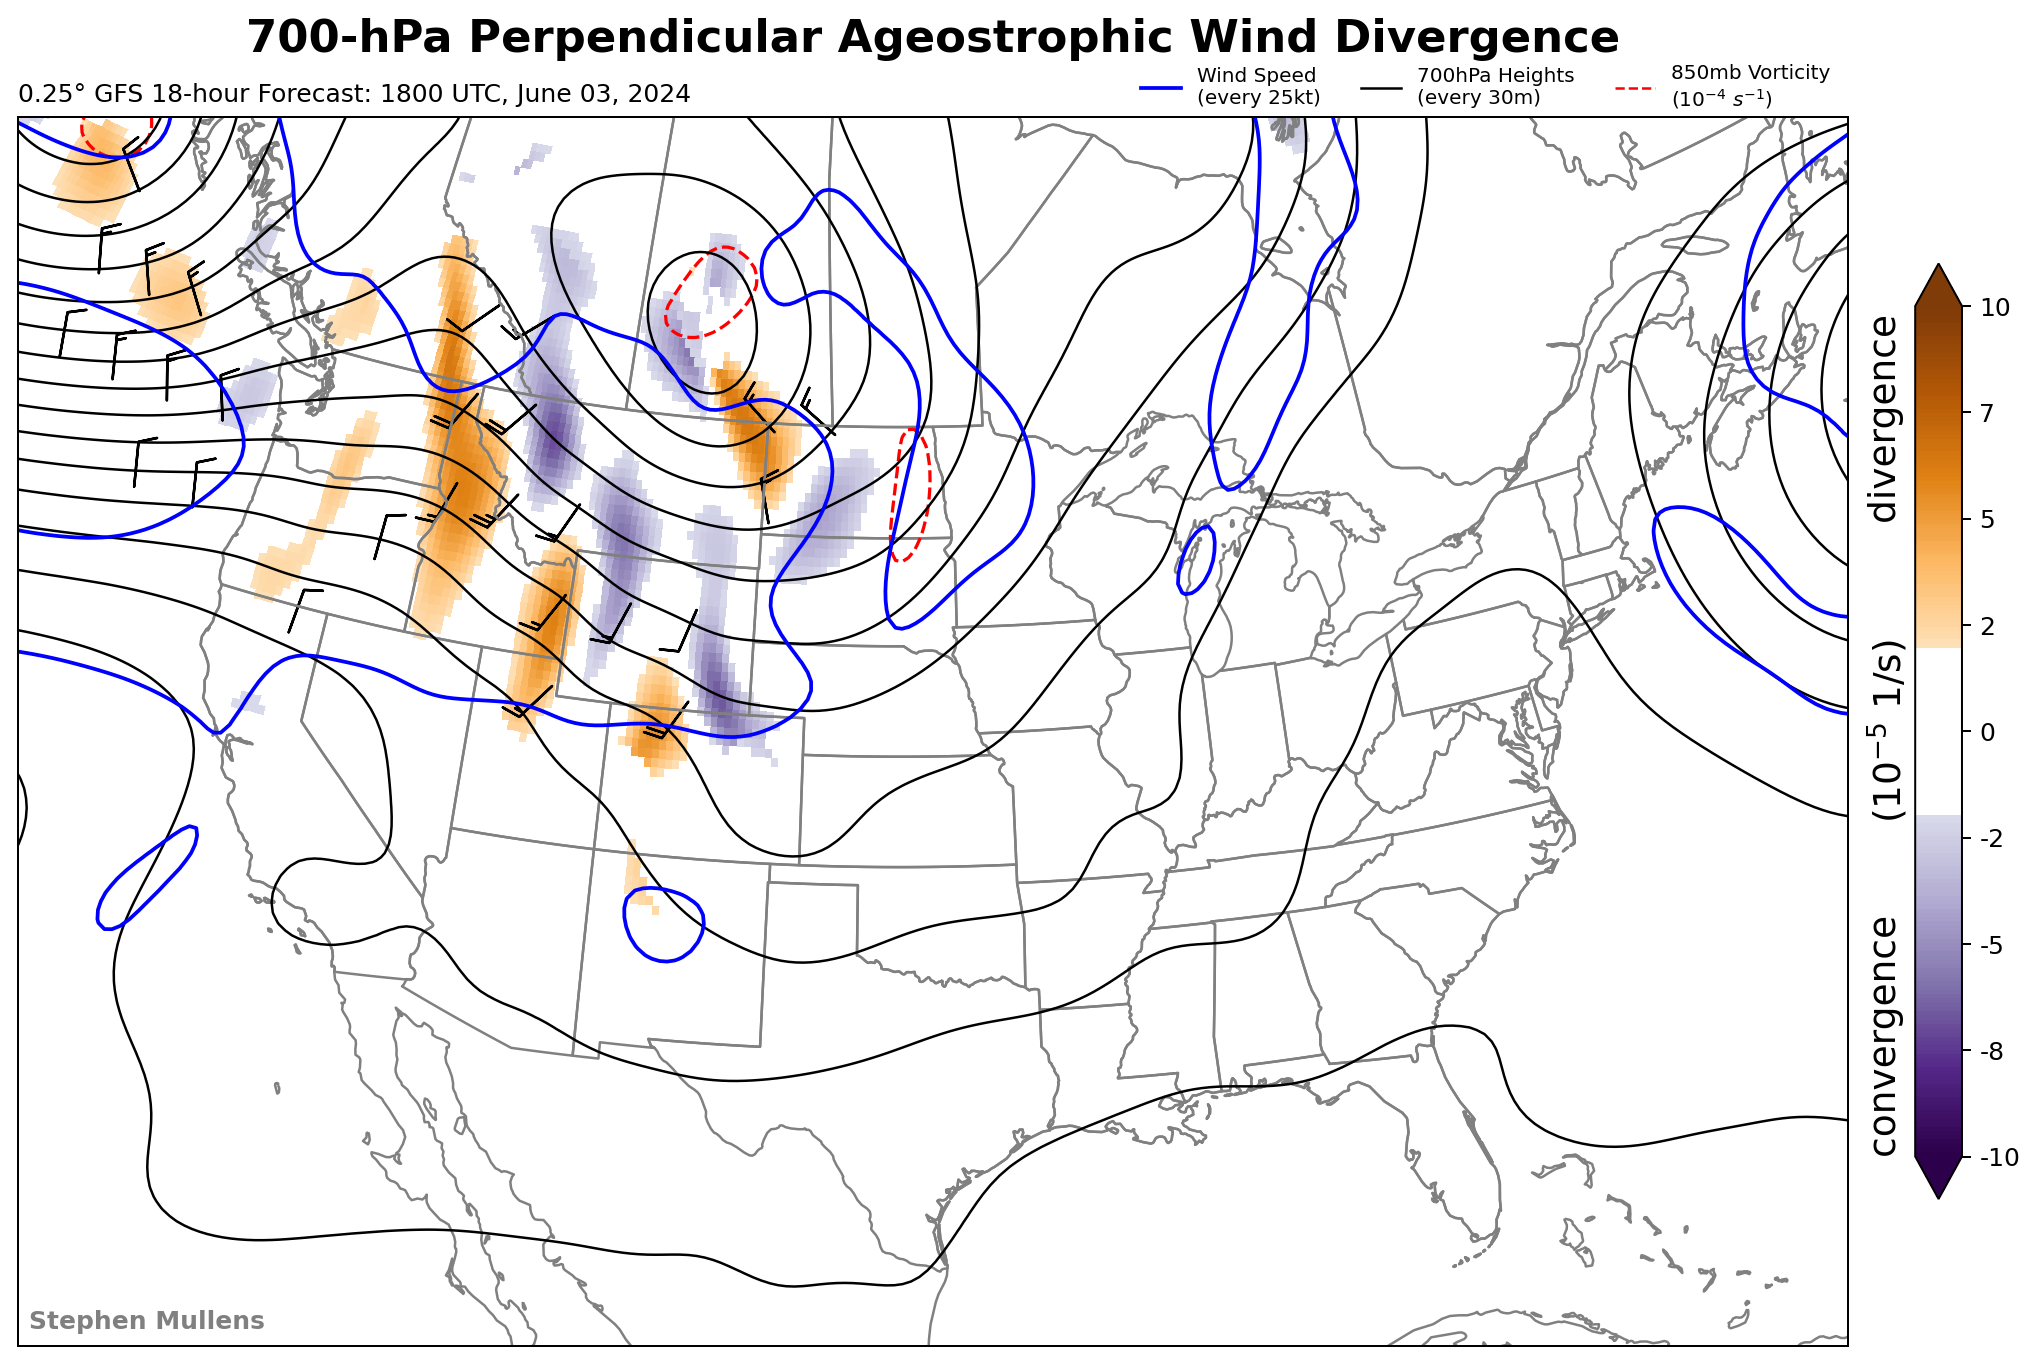 700-hPa Perpendicular Ageostrophic Wind Divergence
0.25° GFS 18-hour Forecast: 1800 UTC, June 03, 2024
Wind Speed
(every 25kt)
700hPa Heights
(every 30m)
850mb Vorticity
(10⁻⁴ s⁻¹)
10
7
5
2
0
-2
-5
-8
-10
convergence (10⁻⁵ 1/s) divergence
Stephen Mullens